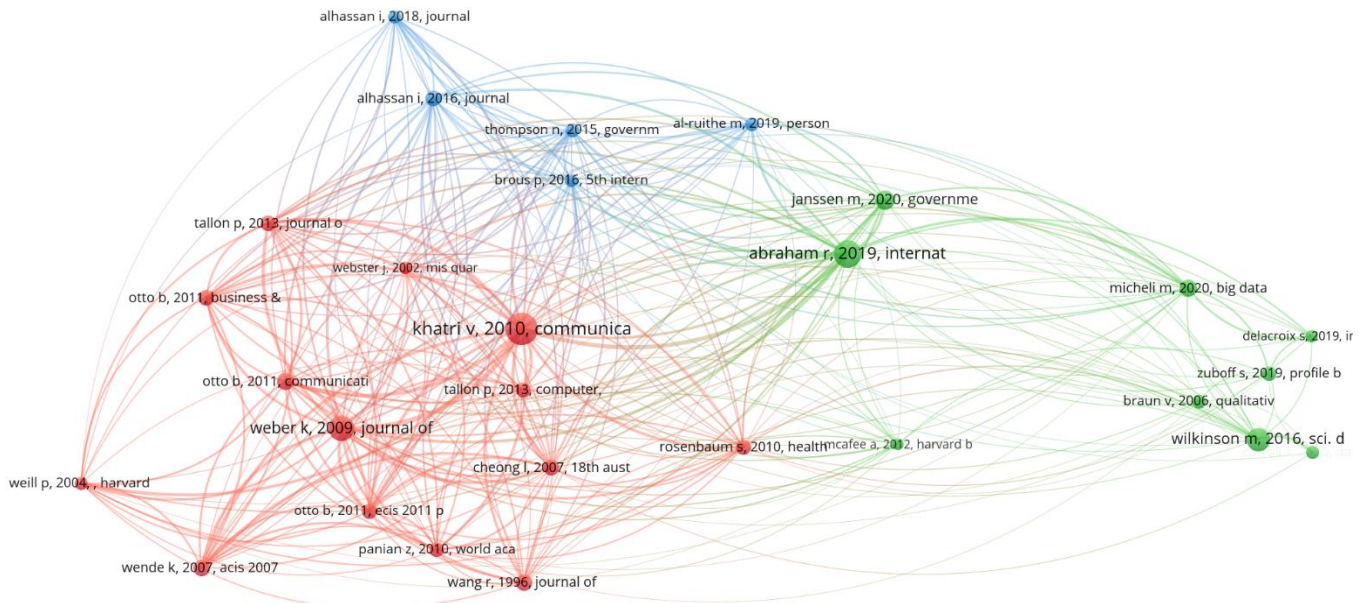 alhassan i, 2018, journal
alhassan i, 2016, journal
thompson n, 2015, governm
al-ruithe m, 2019, person
brous p, 2016, 5th intern
janssen m, 2020, governme
tallon p, 2013, journal o
abraham r, 2019, internat
webster j, 2002, mis quar
otto b, 2011, business &
micheli m, 2020, big data
khatri v, 2010, communica
delacroix s, 2019, ir
zuboff s, 2019, profile b
otto b, 2011, communicati
tallon p, 2013, computer,
braun v, 2006, qualitativ
weber k, 2009, journal of
wilkinson m, 2016, sci. d
rosenbaum s, 2010, health
mcafee a, 2012, harvard b
cheong l, 2007, 18th aust
weill p, 2004, , harvard
otto b, 2011, ecis 2011 p
panian z, 2010, world aca
wende k, 2007, acis 2007
wang r, 1996, journal of